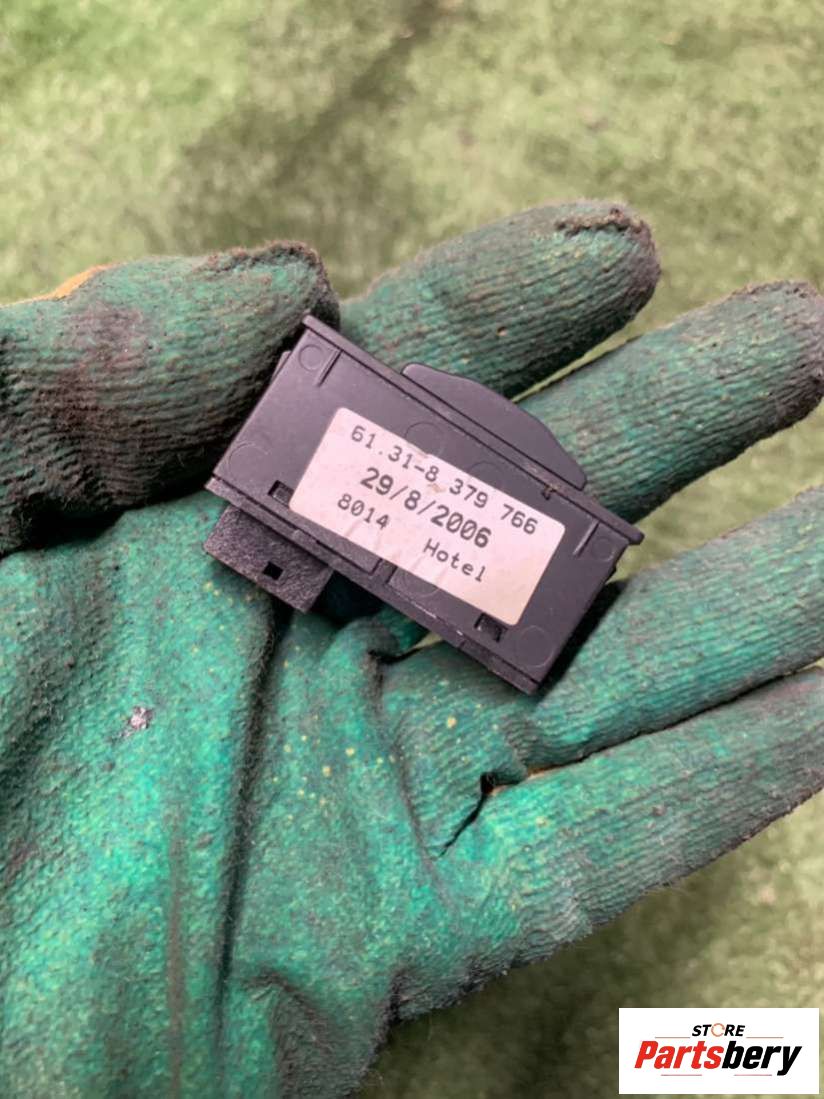 61.31-8 379 766
29/8/2006
8014 Hotel
STORE
Partsbery